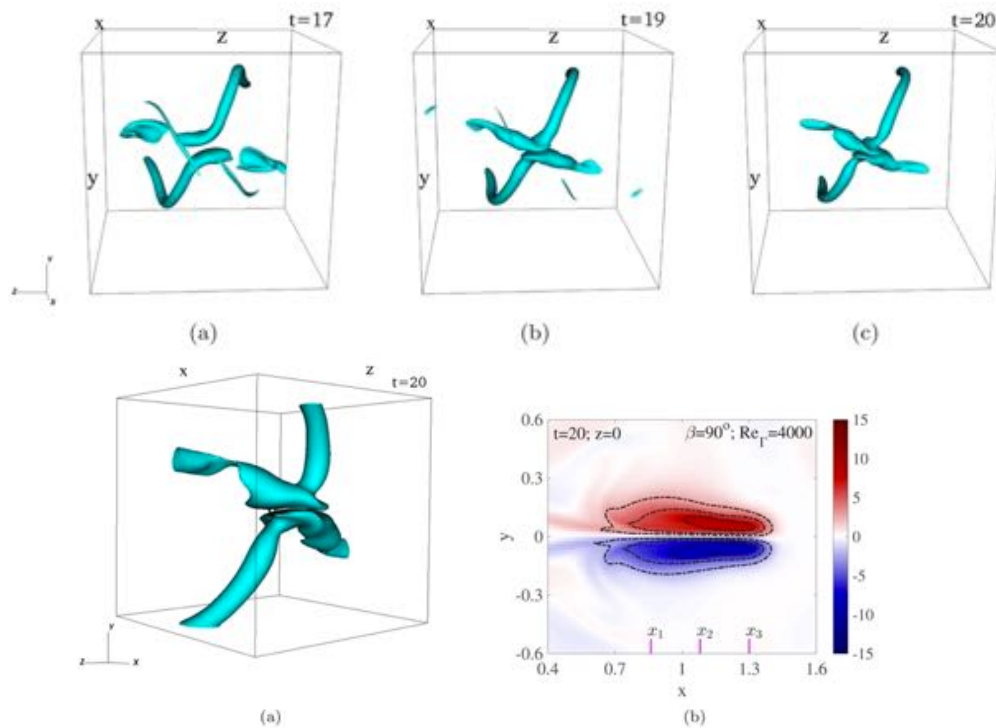 x t=17
z
y
y
z
x
(a)
x t=19
z
y
(b)
x t=20
z
y
(c)
x z
t=20
y
z x
(a)
t=20; z=0 β=90°; Re_Γ=4000
y
0.6
0.3
0
-0.3
-0.6
x₁ x₂ x₃
0.4 0.7 1 1.3 1.6
x
15
10
5
0
-5
-10
-15
(b)